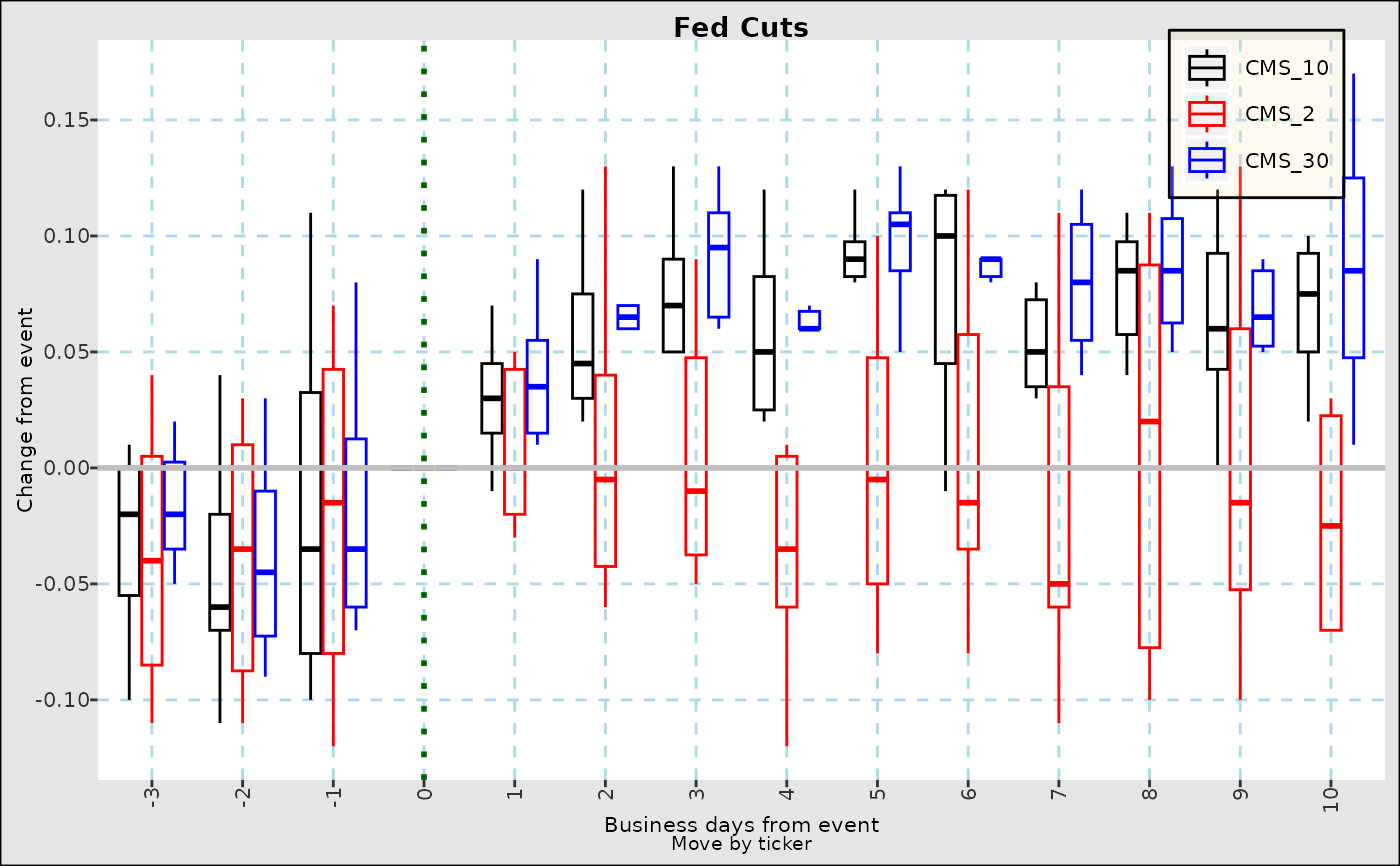 Fed Cuts
CMS_10
CMS_2
CMS_30
Change from event
0.15
0.10
0.05
0.00
-0.05
-0.10
-3 -2 -1 0 1 2 3 4 5 6 7 8 9 10
Business days from event
Move by ticker